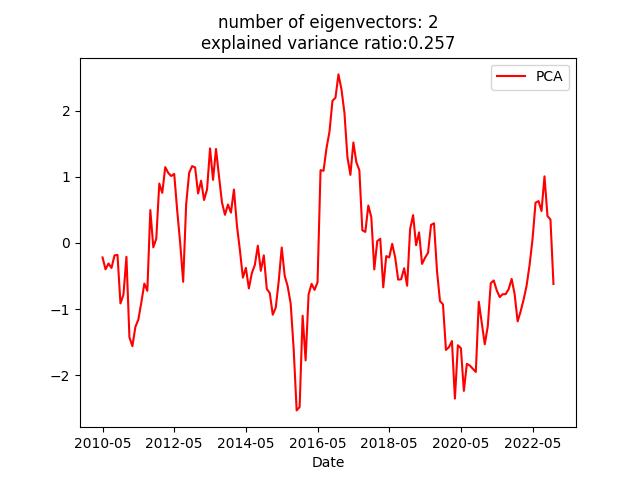 number of eigenvectors: 2
explained variance ratio:0.257
PCA
2
1
0
−1
−2
2010-05 2012-05 2014-05 2016-05 2018-05 2020-05 2022-05
Date